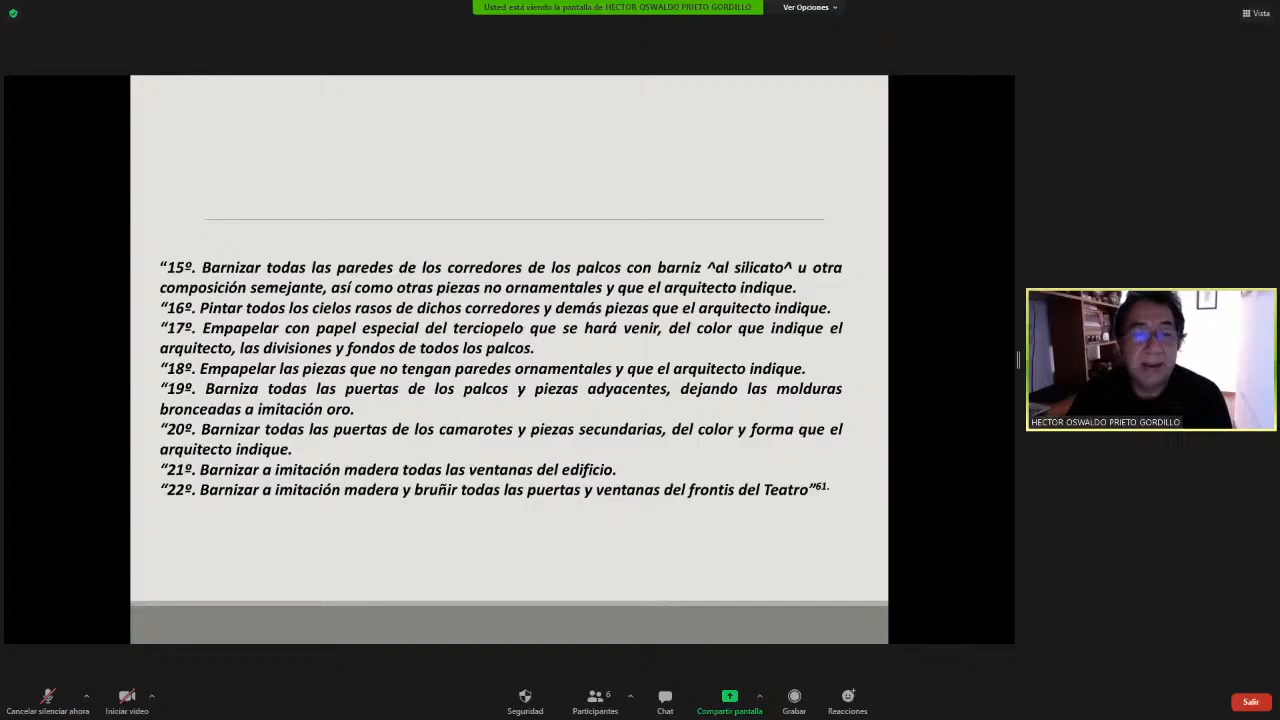 Usted está viendo la pantalla de HECTOR OSWALDO PRIETO GORDILLO
Ver Opciones
Vista
“15º. Barnizar todas las paredes de los corredores de los palcos con barniz ^al silicato^ u otra
composición semejante, así como otras piezas no ornamentales y que el arquitecto indique.
“16º. Pintar todos los cielos rasos de dichos corredores y demás piezas que el arquitecto indique.
“17º. Empapelar con papel especial del terciopelo que se hará venir, del color que indique el
arquitecto, las divisiones y fondos de todos los palcos.
“18º. Empapelar las piezas que no tengan paredes ornamentales y que el arquitecto indique.
“19º. Barniza todas las puertas de los palcos y piezas adyacentes, dejando las molduras
bronceadas a imitación oro.
“20º. Barnizar todas las puertas de los camarotes y piezas secundarias, del color y forma que el
arquitecto indique.
“21º. Barnizar a imitación madera todas las ventanas del edificio.
“22º. Barnizar a imitación madera y bruñir todas las puertas y ventanas del frontis del Teatro”61.
HECTOR OSWALDO PRIETO GORDILLO
Cancelar silenciar ahora
Iniciar video
Seguridad
6
Participantes
Chat
Compartir pantalla
Grabar
Reacciones
Salir